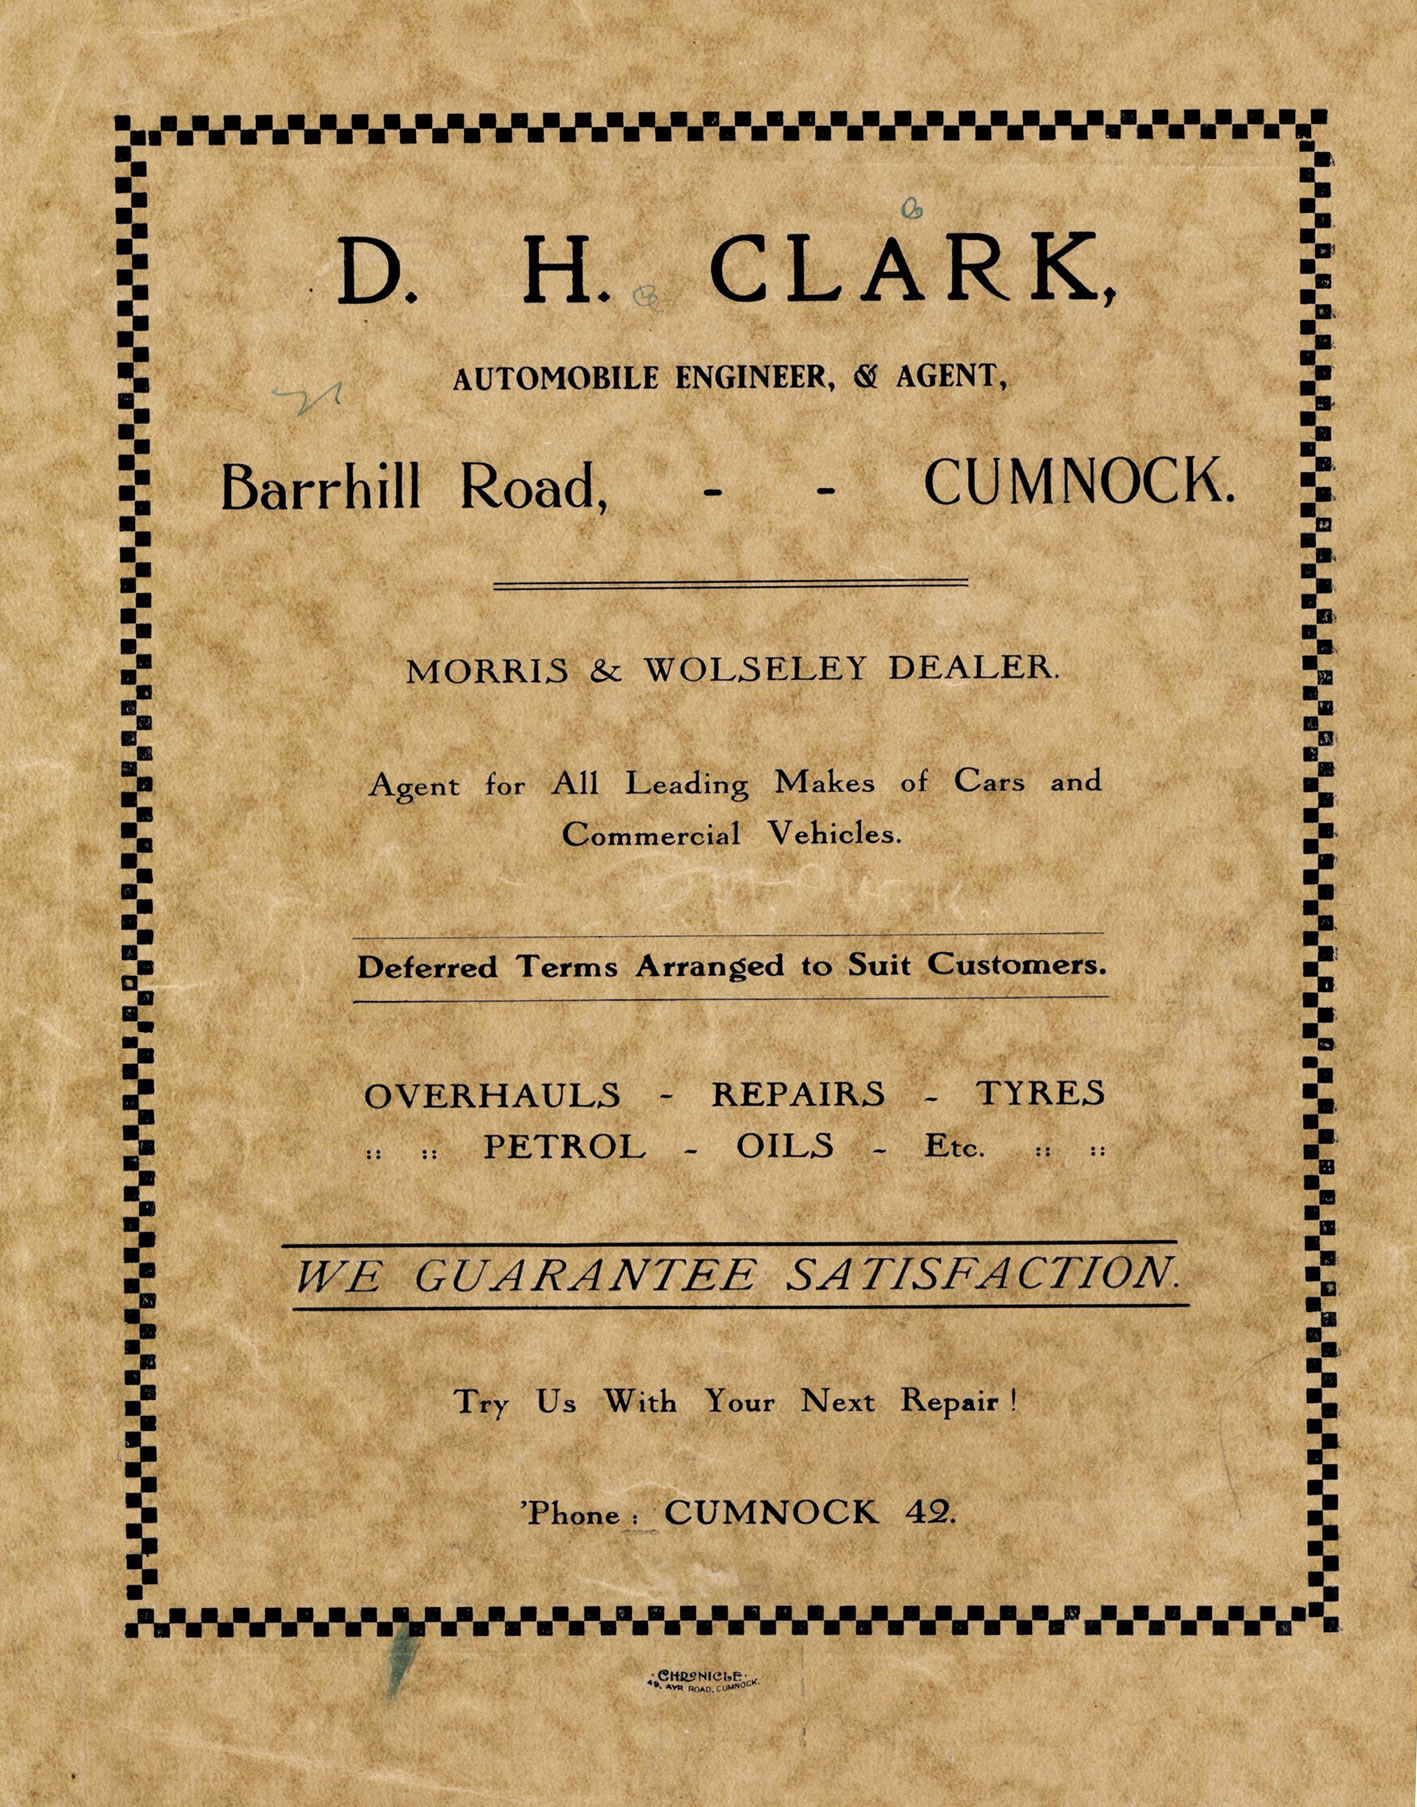 D. H. CLARK,
AUTOMOBILE ENGINEER, & AGENT,
Barrhill Road, - - CUMNOCK.
MORRIS & WOLSELEY DEALER.
Agent for All Leading Makes of Cars and
Commercial Vehicles.
Deferred Terms Arranged to Suit Customers.
OVERHAULS - REPAIRS - TYRES
:: :: PETROL - OILS - Etc. :: ::
WE GUARANTEE SATISFACTION.
Try Us With Your Next Repair !
'Phone : CUMNOCK 42.
·CHRONICLE·
49, AYR ROAD, CUMNOCK.